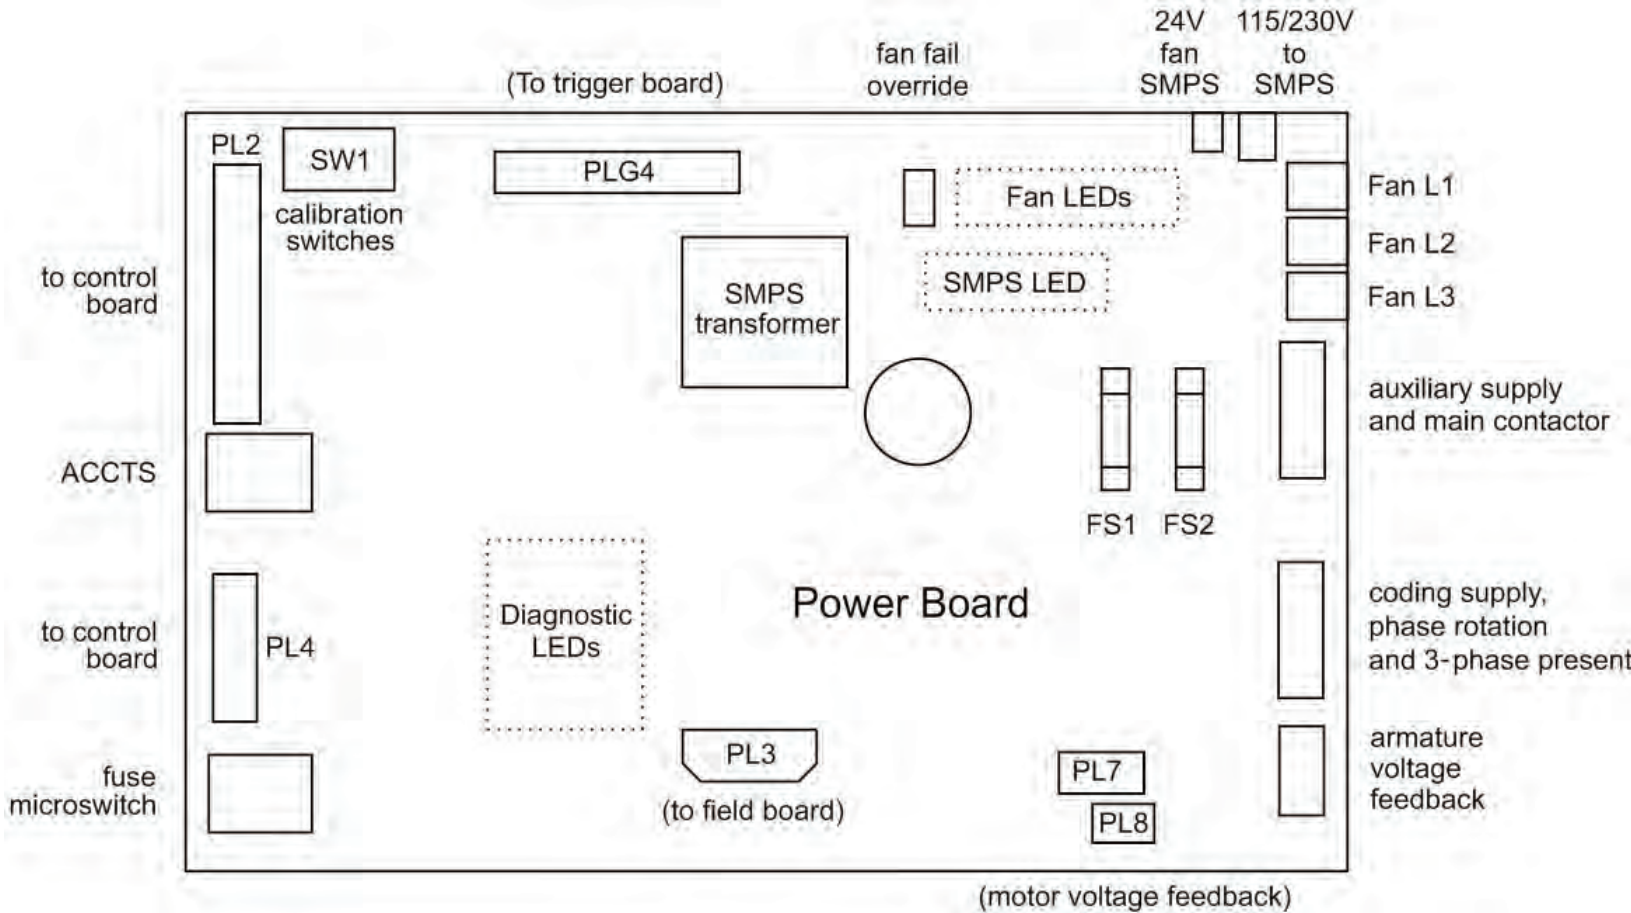 24V
fan
SMPS
115/230V
to
SMPS
fan fail
override
(To trigger board)
PL2
SW1
calibration
switches
PLG4
Fan LEDs
Fan L1
Fan L2
Fan L3
SMPS LED
SMPS
transformer
to control
board
auxiliary supply
and main contactor
ACCTS
FS1
FS2
Diagnostic
LEDs
Power Board
coding supply,
phase rotation
and 3-phase present
to control
board
PL4
PL3
(to field board)
PL7
PL8
armature
voltage
feedback
fuse
microswitch
(motor voltage feedback)